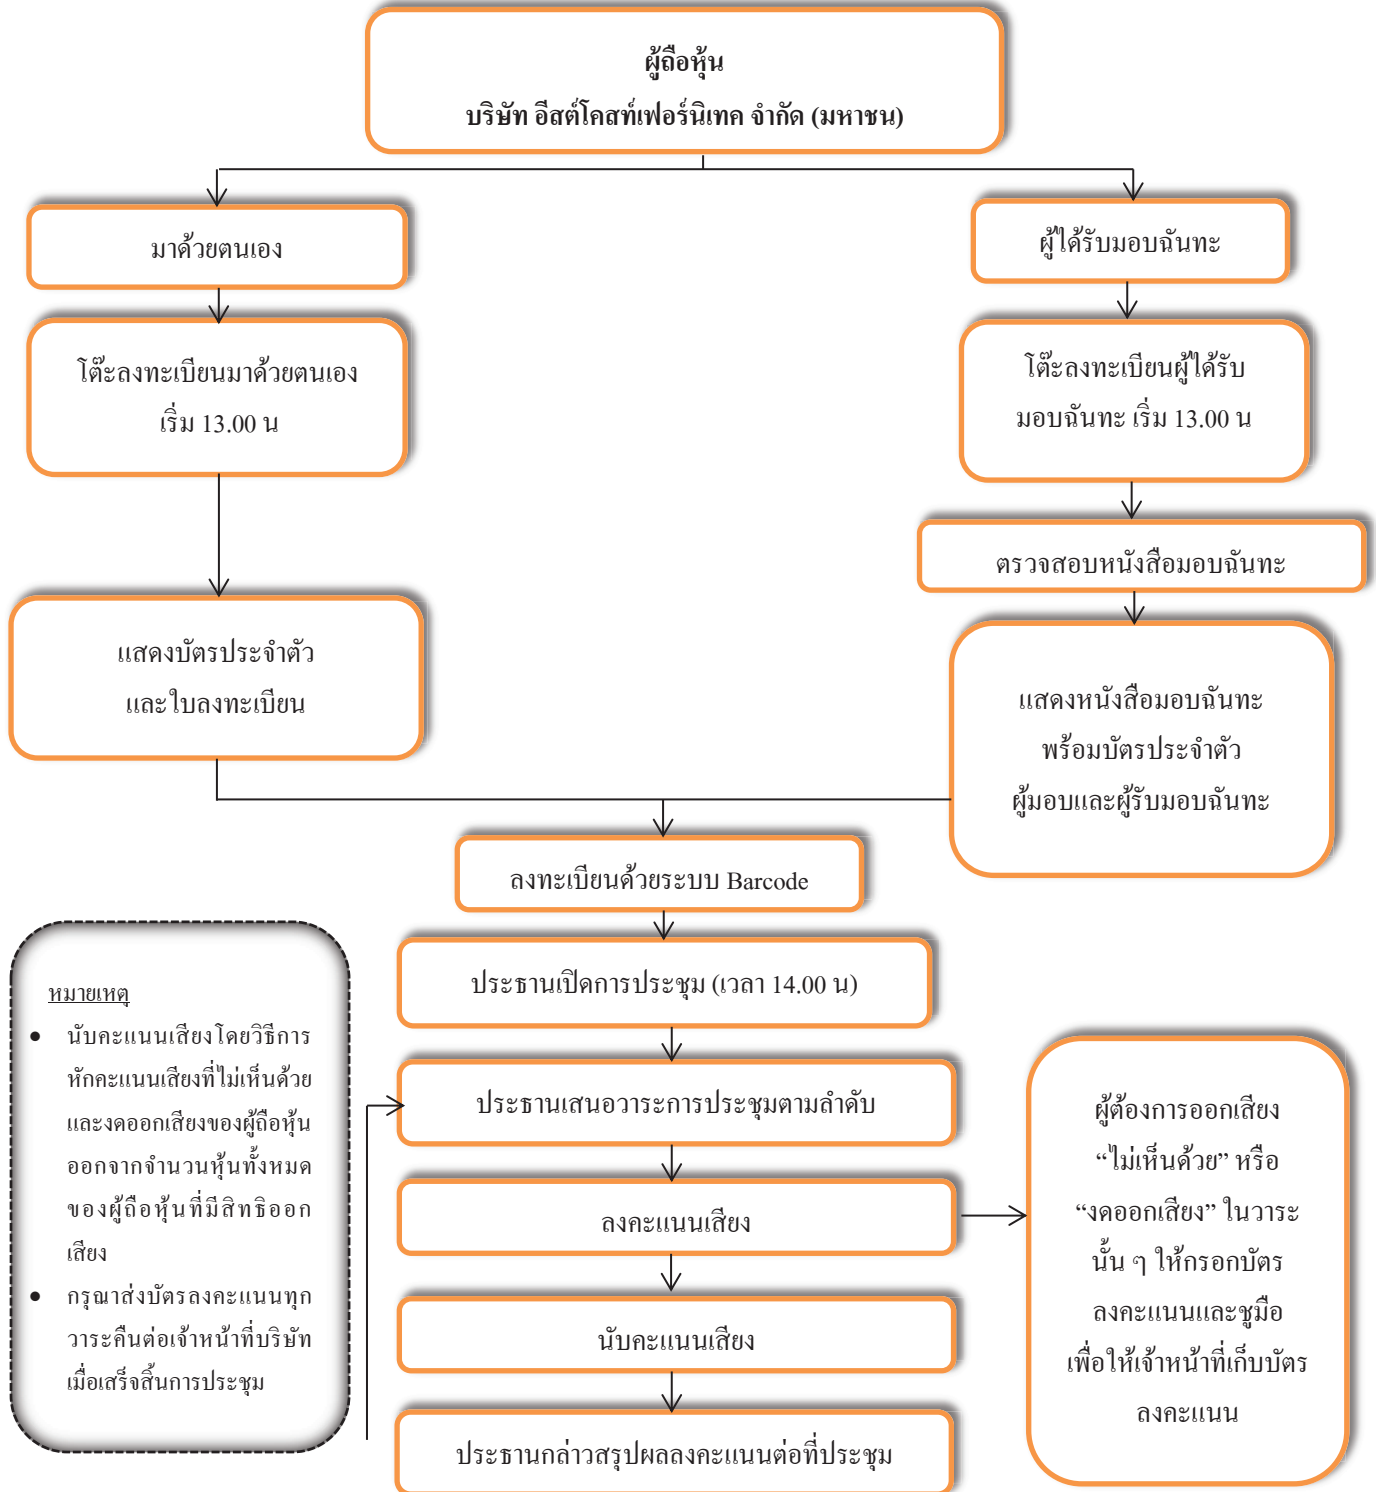 ผู้ถือหุ้น
บริษัท อีสต์โคสท์เฟอร์นิเทค จำกัด (มหาชน)
มาด้วยตนเอง
ผู้ได้รับมอบฉันทะ
โต๊ะลงทะเบียนมาด้วยตนเอง
เริ่ม 13.00 น
โต๊ะลงทะเบียนผู้ได้รับ
มอบฉันทะ เริ่ม 13.00 น
ตรวจสอบหนังสือมอบฉันทะ
แสดงบัตรประจำตัว
และใบลงทะเบียน
แสดงหนังสือมอบฉันทะ
พร้อมบัตรประจำตัว
ผู้มอบและผู้รับมอบฉันทะ
ลงทะเบียนด้วยระบบ Barcode
ประธานเปิดการประชุม (เวลา 14.00 น)
ประธานเสนอวาระการประชุมตามลำดับ
ลงคะแนนเสียง
นับคะแนนเสียง
ประธานกล่าวสรุปผลลงคะแนนต่อที่ประชุม
หมายเหตุ
• นับคะแนนเสียงโดยวิธีการ
หักคะแนนเสียงที่ไม่เห็นด้วย
และงดออกเสียงของผู้ถือหุ้น
ออกจากจำนวนหุ้นทั้งหมด
ของผู้ถือหุ้นที่มีสิทธิออก
เสียง
• กรุณาส่งบัตรลงคะแนนทุก
วาระคืนต่อเจ้าหน้าที่บริษัท
เมื่อเสร็จสิ้นการประชุม
ผู้ต้องการออกเสียง
“ไม่เห็นด้วย” หรือ
“งดออกเสียง” ในวาระ
นั้น ๆ ให้กรอกบัตร
ลงคะแนนและชูมือ
เพื่อให้เจ้าหน้าที่เก็บบัตร
ลงคะแนน